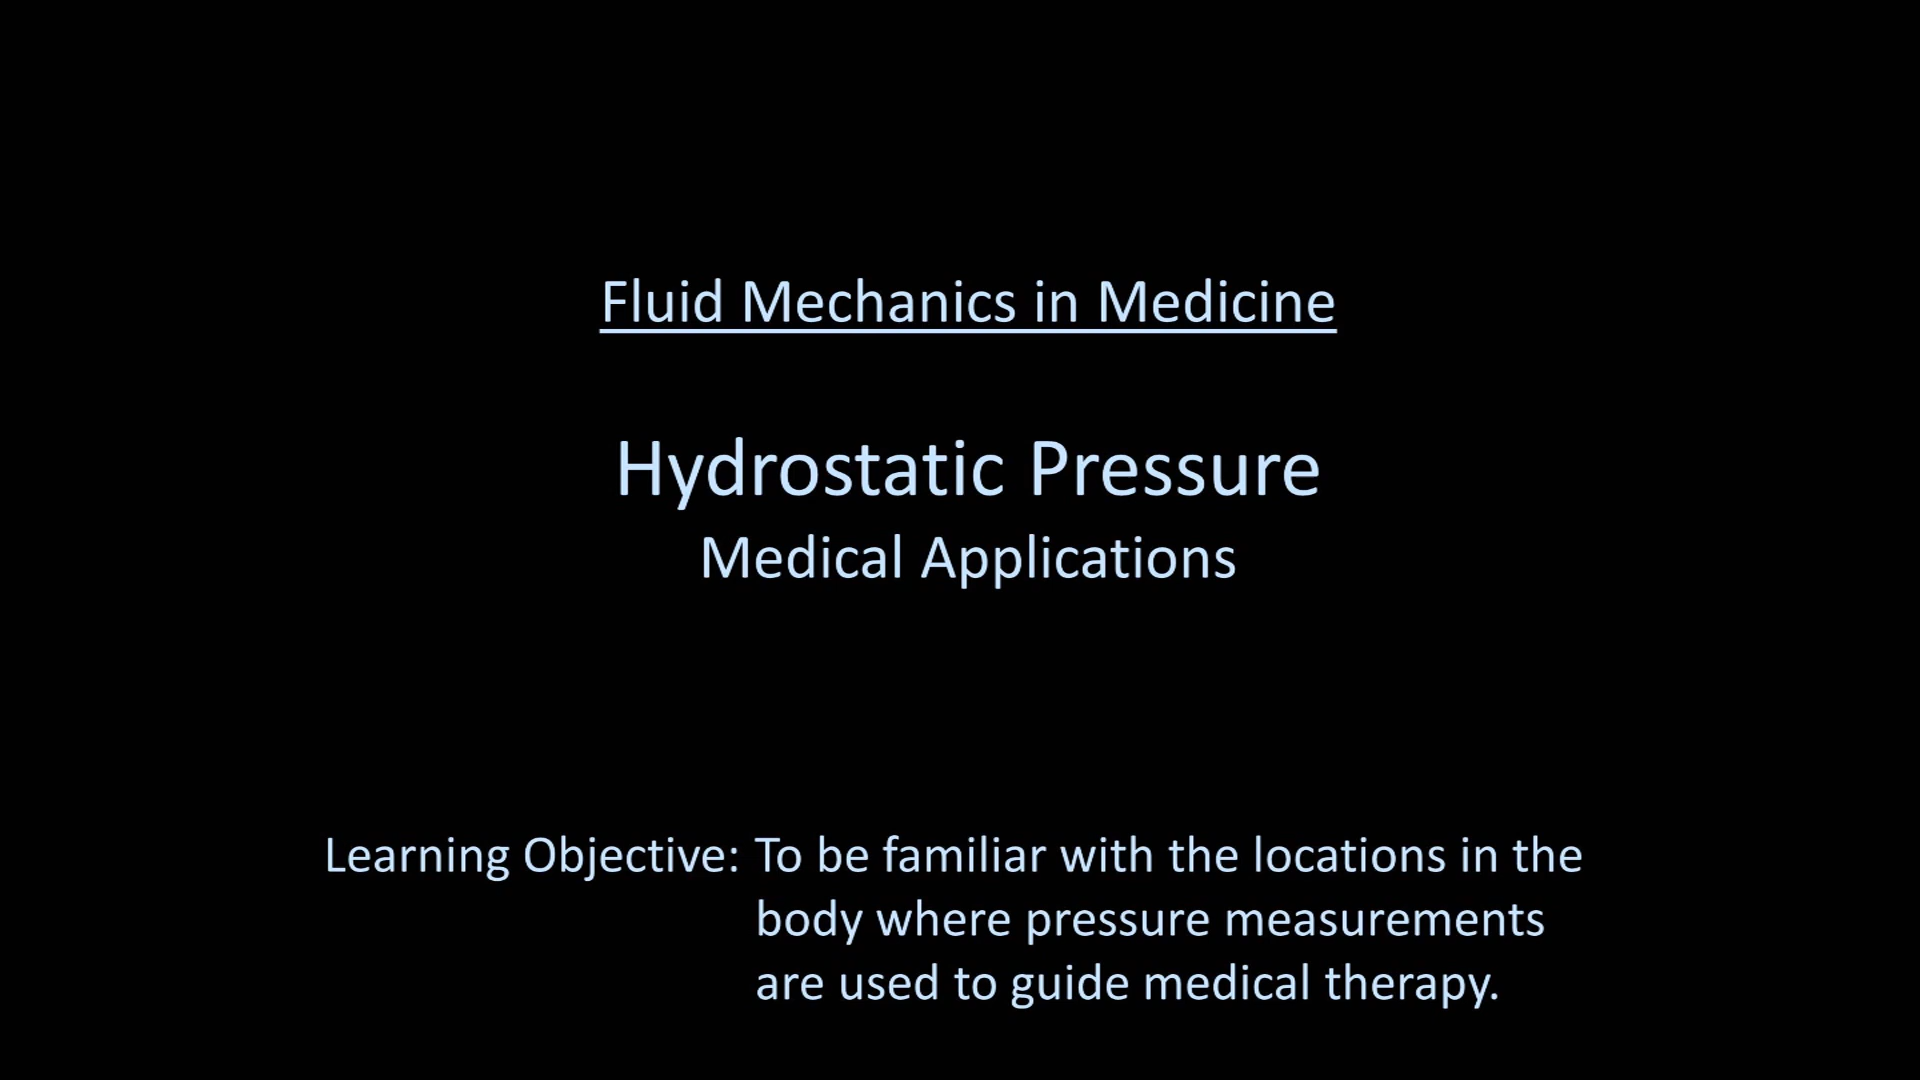 Fluid Mechanics in Medicine
Hydrostatic Pressure
Medical Applications
Learning Objective: To be familiar with the locations in the
body where pressure measurements
are used to guide medical therapy.